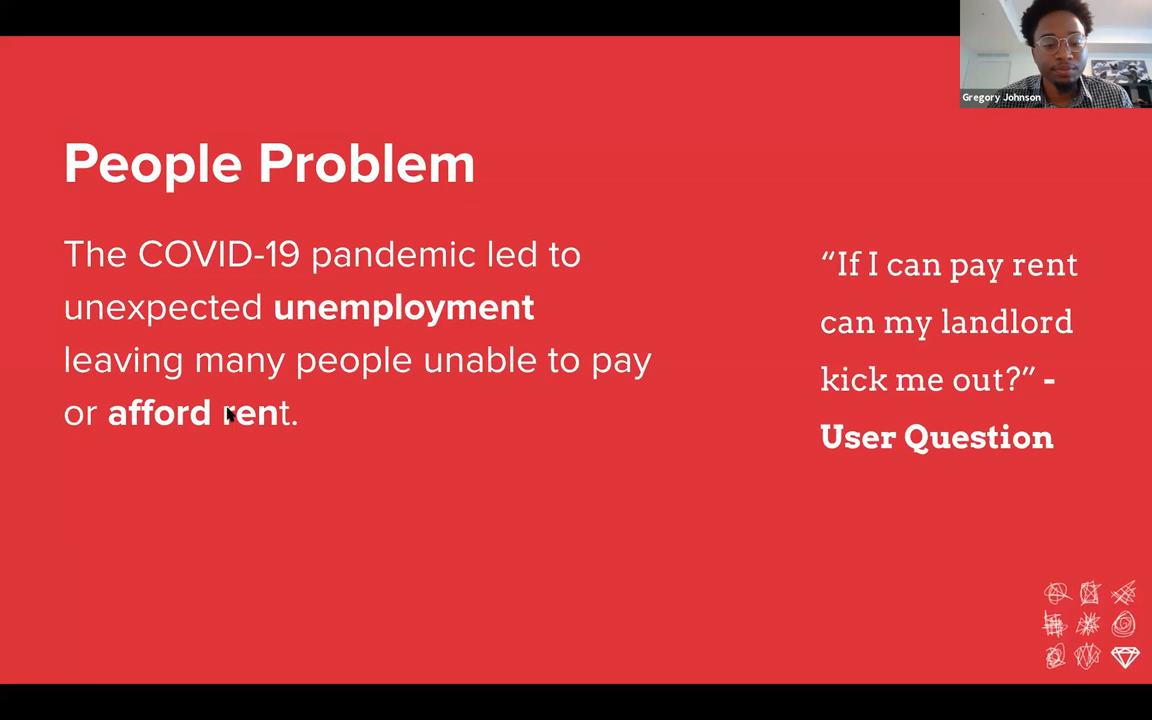 Gregory Johnson
People Problem
The COVID-19 pandemic led to
unexpected unemployment
leaving many people unable to pay
or afford rent.
“If I can pay rent
can my landlord
kick me out?” -
User Question